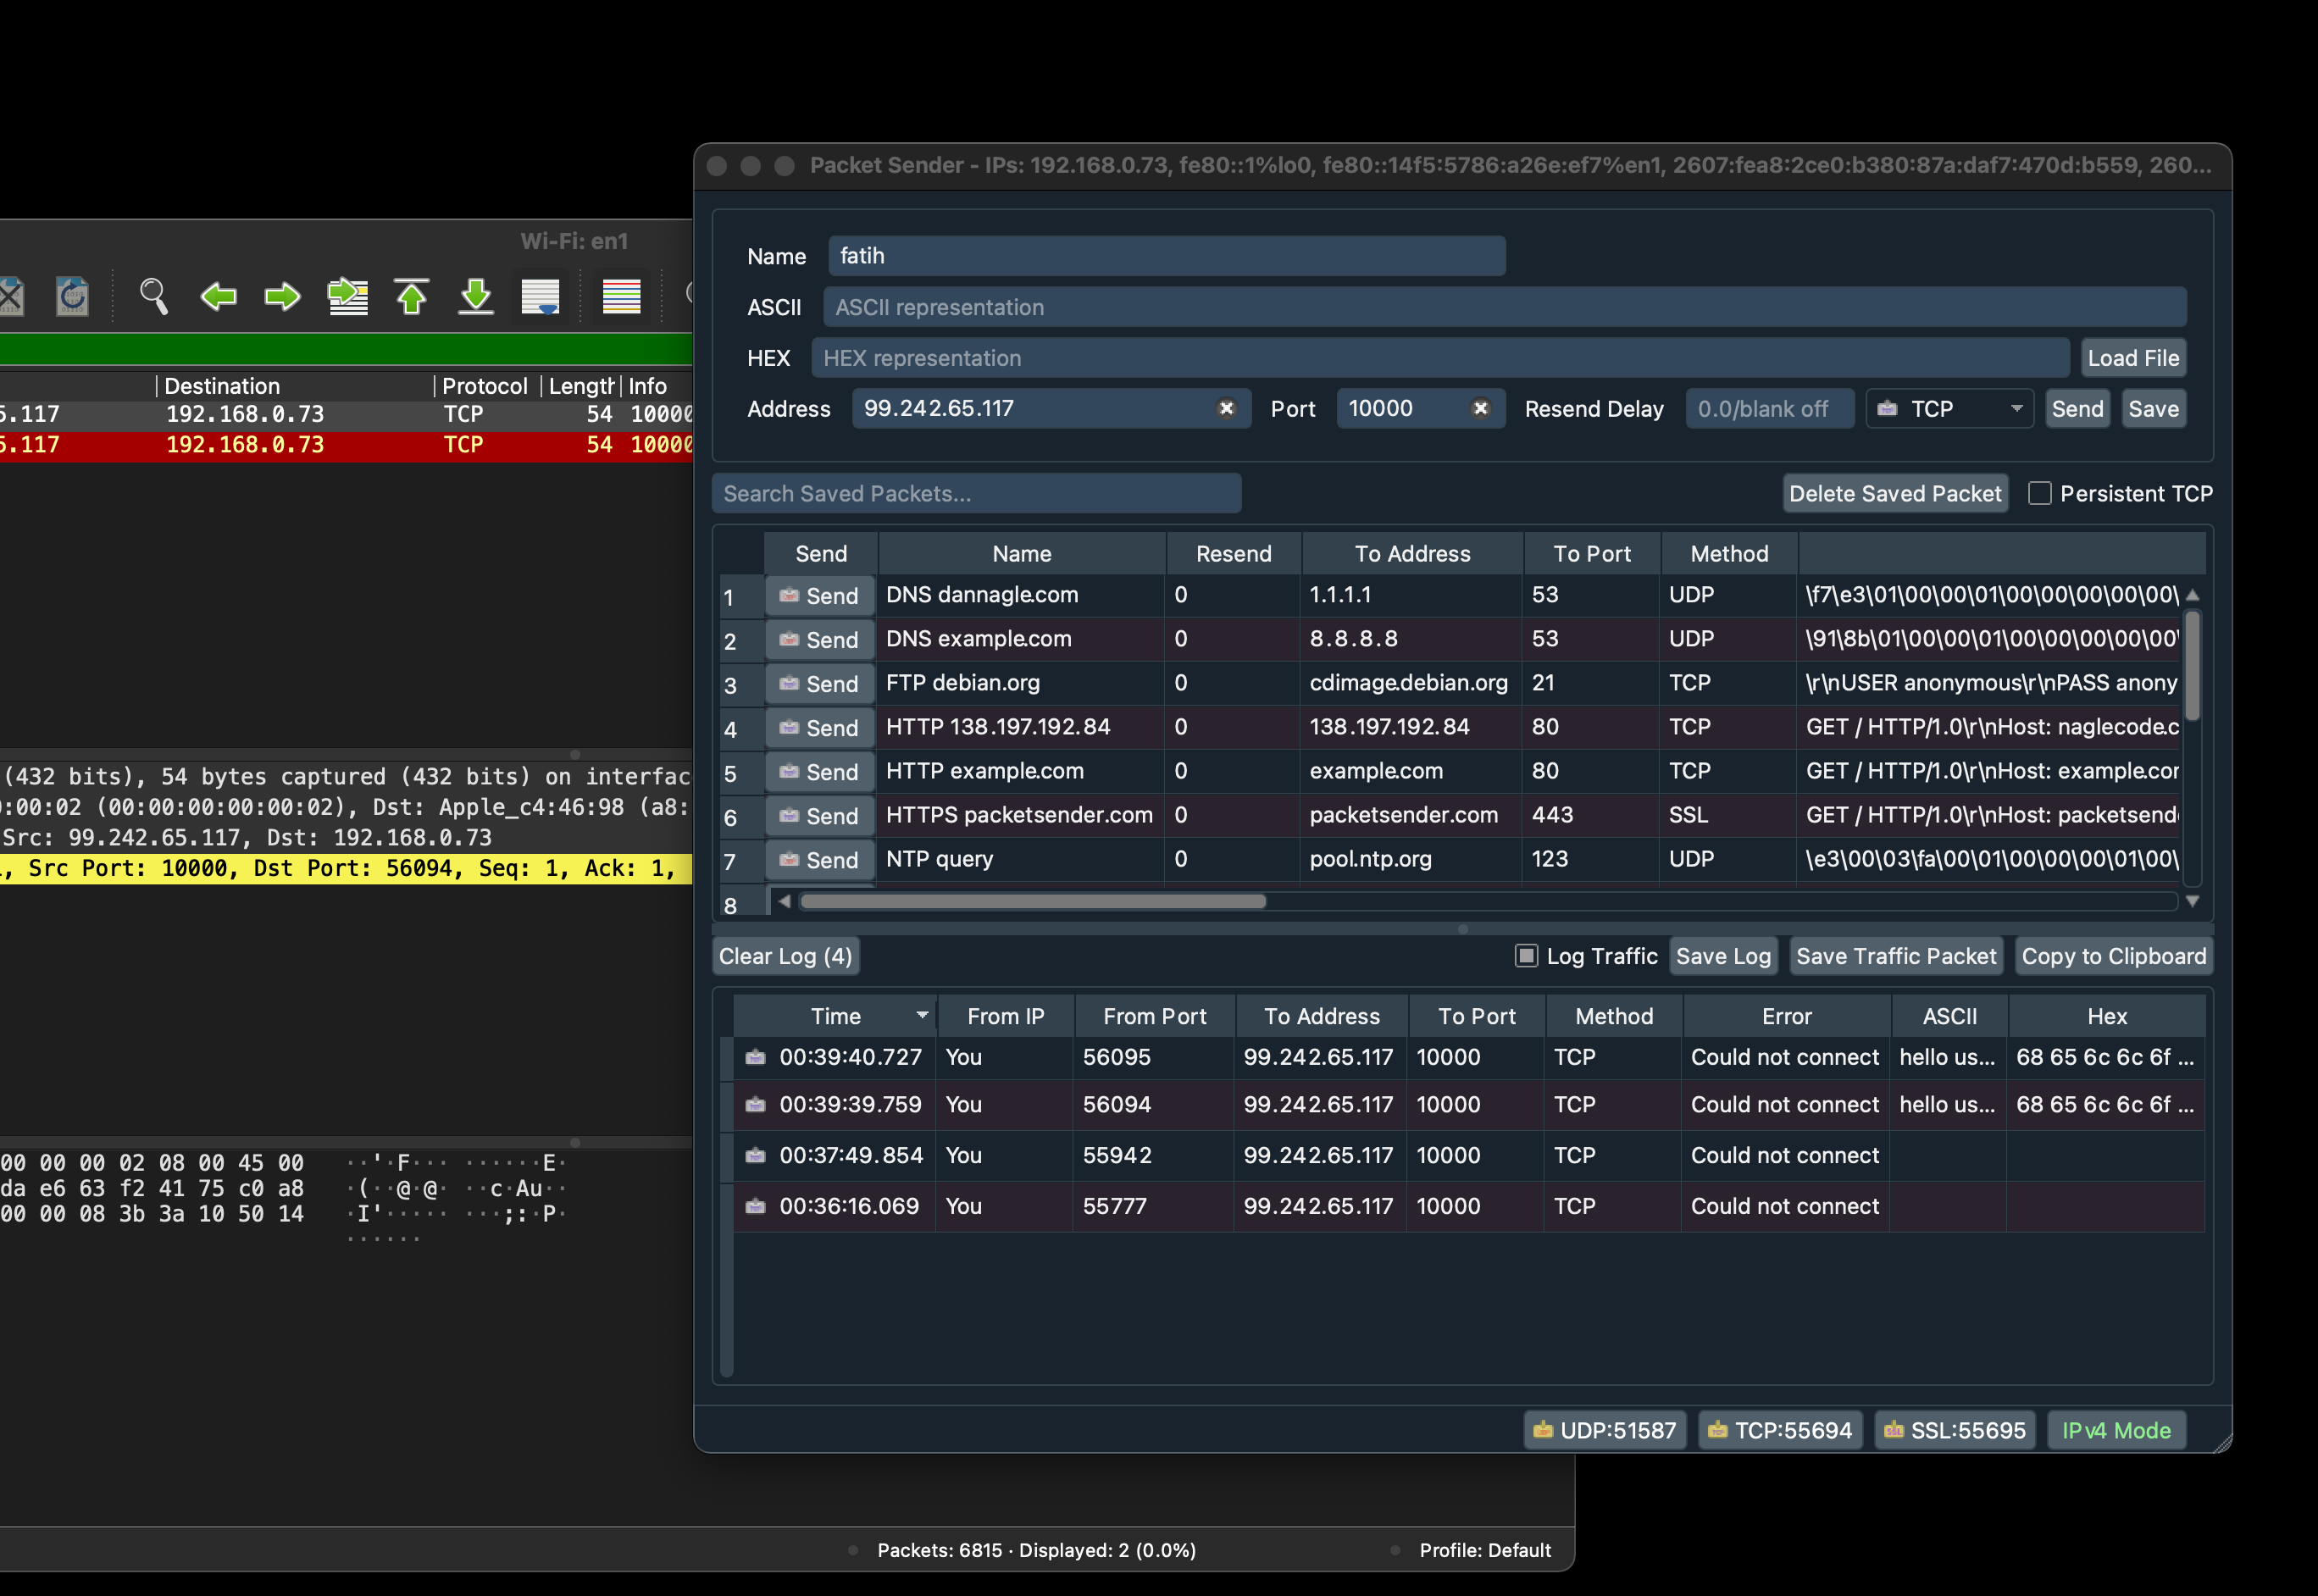 Packet Sender - IPs: 192.168.0.73, fe80::1%lo0, fe80::14f5:5786:a26e:ef7%en1, 2607:fea8:2ce0:b380:87a:daf7:470d:b559, 260...
Wi-Fi: en1
Destination Protocol Length Info
5.117 192.168.0.73 TCP 54 10000
5.117 192.168.0.73 TCP 54 10000
(432 bits), 54 bytes captured (432 bits) on interfac
:00:02 (00:00:00:00:00:02), Dst: Apple_c4:46:98 (a8:
Src: 99.242.65.117, Dst: 192.168.0.73
, Src Port: 10000, Dst Port: 56094, Seq: 1, Ack: 1,
00 00 00 02 08 00 45 00 ··'·F··· ······E·
da e6 63 f2 41 75 c0 a8 ·(··@·@· ··c·Au··
00 00 08 3b 3a 10 50 14 ·I'····· ···;:·P·
······
Packets: 6815 · Displayed: 2 (0.0%) Profile: Default
Name fatih
ASCII ASCII representation
HEX HEX representation Load File
Address 99.242.65.117 Port 10000 Resend Delay 0.0/blank off TCP Send Save
Search Saved Packets... Delete Saved Packet Persistent TCP
Send Name Resend To Address To Port Method
1 Send DNS dannagle.com 0 1.1.1.1 53 UDP \f7\e3\01\00\00\01\00\00\00\00\00\
2 Send DNS example.com 0 8.8.8.8 53 UDP \91\8b\01\00\00\01\00\00\00\00\00\
3 Send FTP debian.org 0 cdimage.debian.org 21 TCP \r\nUSER anonymous\r\nPASS anony
4 Send HTTP 138.197.192.84 0 138.197.192.84 80 TCP GET / HTTP/1.0\r\nHost: naglecode.c
5 Send HTTP example.com 0 example.com 80 TCP GET / HTTP/1.0\r\nHost: example.cor
6 Send HTTPS packetsender.com 0 packetsender.com 443 SSL GET / HTTP/1.0\r\nHost: packetsend
7 Send NTP query 0 pool.ntp.org 123 UDP \e3\00\03\fa\00\01\00\00\00\01\00\
8
Clear Log (4) Log Traffic Save Log Save Traffic Packet Copy to Clipboard
Time From IP From Port To Address To Port Method Error ASCII Hex
00:39:40.727 You 56095 99.242.65.117 10000 TCP Could not connect hello us... 68 65 6c 6c 6f ...
00:39:39.759 You 56094 99.242.65.117 10000 TCP Could not connect hello us... 68 65 6c 6c 6f ...
00:37:49.854 You 55942 99.242.65.117 10000 TCP Could not connect
00:36:16.069 You 55777 99.242.65.117 10000 TCP Could not connect
UDP:51587 TCP:55694 SSL:55695 IPv4 Mode